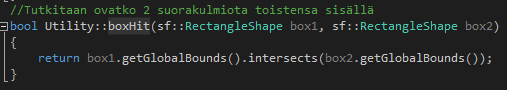 //Tutkitaan ovatko 2 suorakulmiota toistensa sisällä
bool Utility::boxHit(sf::RectangleShape box1, sf::RectangleShape box2)
{
return box1.getGlobalBounds().intersects(box2.getGlobalBounds());
}